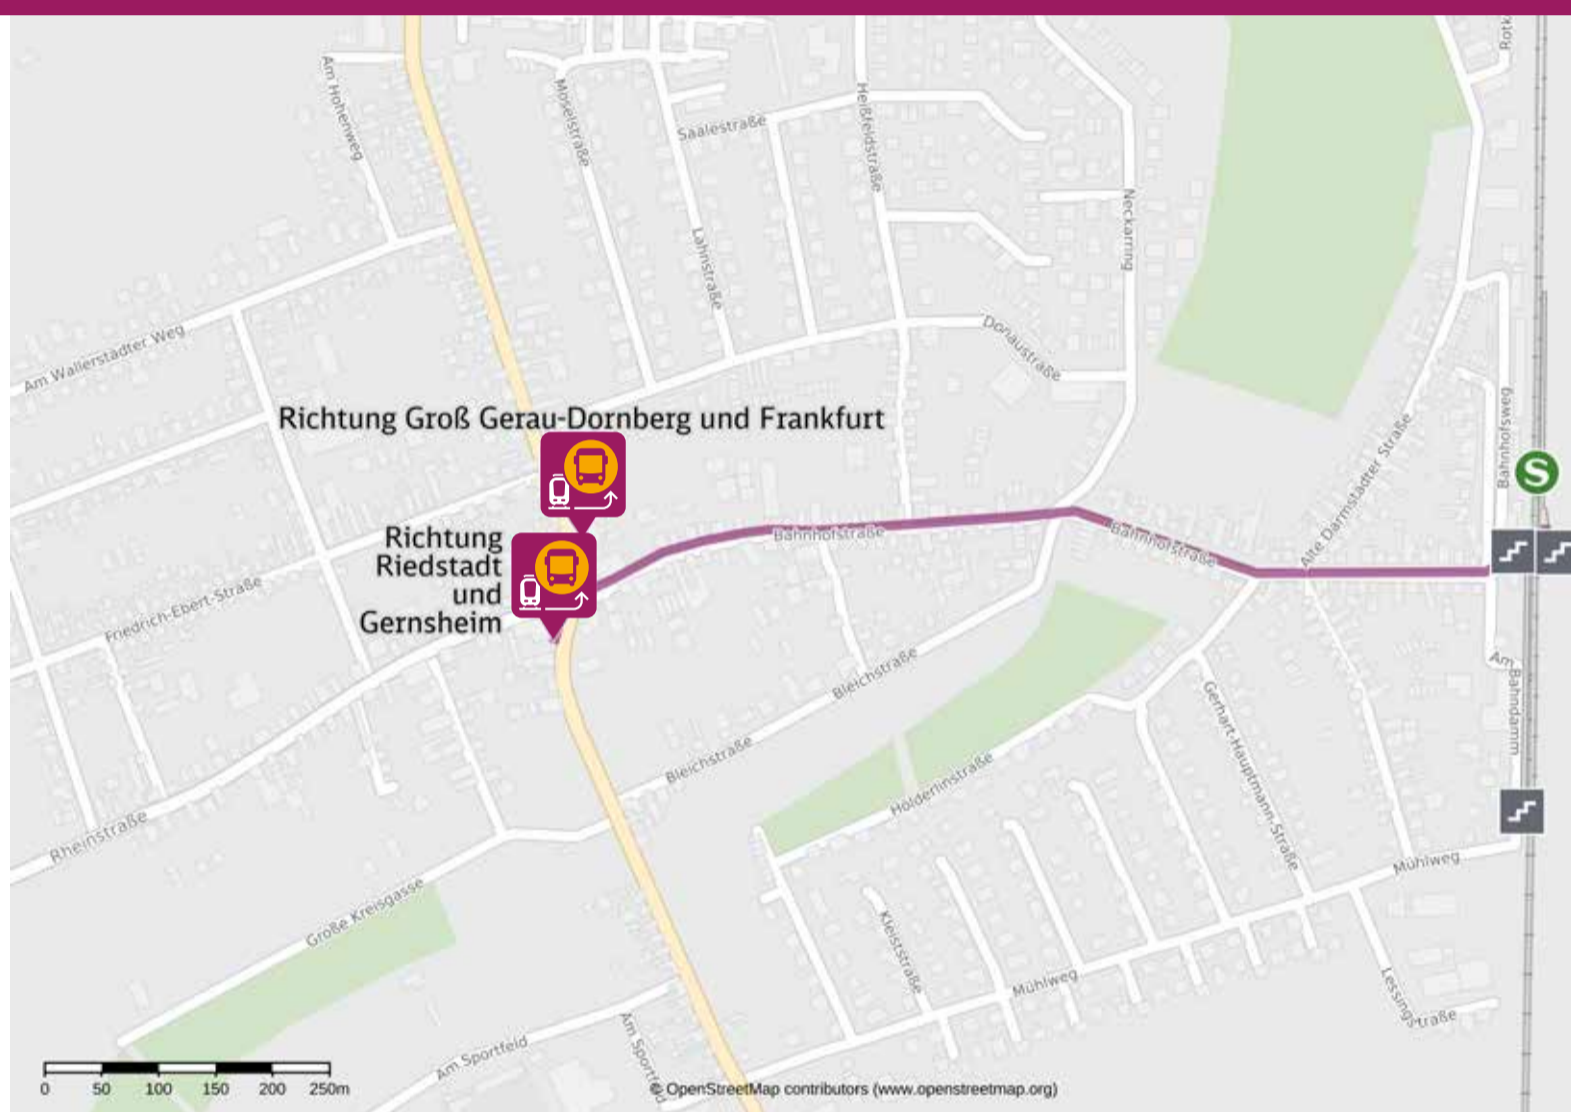 Rotk
Am Hohenweg
Moselstraße
Saalestraße
Heißfeldstraße
Neckarring
Lahnstraße
Donaustraße
Am Wallerstädter Weg
Richtung Groß Gerau-Dornberg und Frankfurt
Bahnhofsweg
Alte Darmstädter Straße
S
Richtung
Riedstadt
und
Gernsheim
Bahnhofstraße
Bahnhofstraße
Friedrich-Ebert-Straße
Bleichstraße
Am Bahndamm
Gerhart-Hauptmann-Straße
Bleichstraße
Hölderlinstraße
Rheinstraße
Mühlweg
Große Kreisgasse
Kleiststraße
Mühlweg
Lessingstraße
Am Sportfeld
Am Sportfeld
0 50 100 150 200 250m
© OpenStreetMap contributors (www.openstreetmap.org)